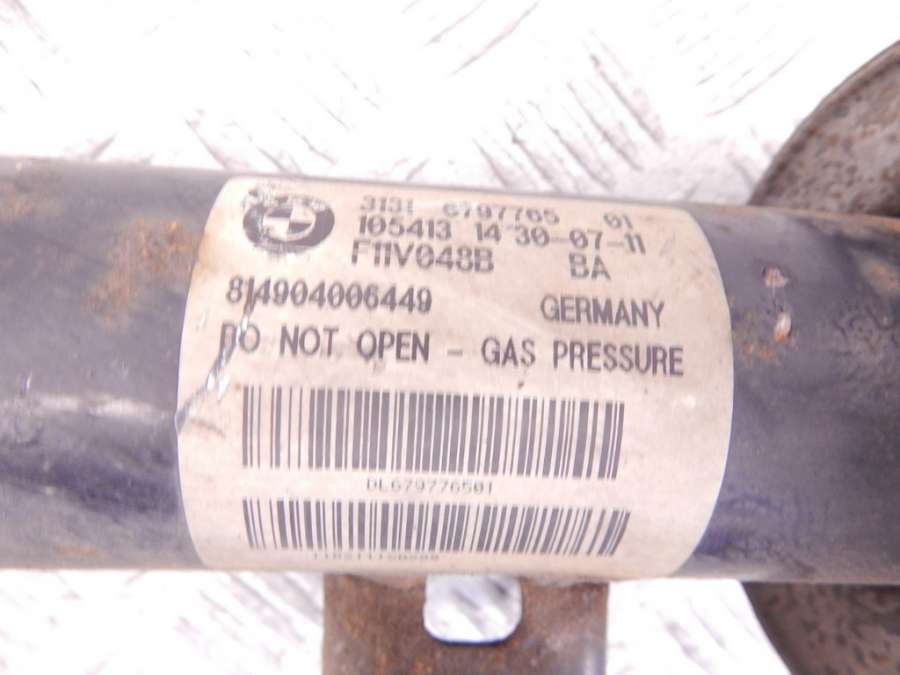 3131 6797765 01
105413 14 30-07-11
F11V048B BA
814904006449 GERMANY
DO NOT OPEN - GAS PRESSURE
DL679776501